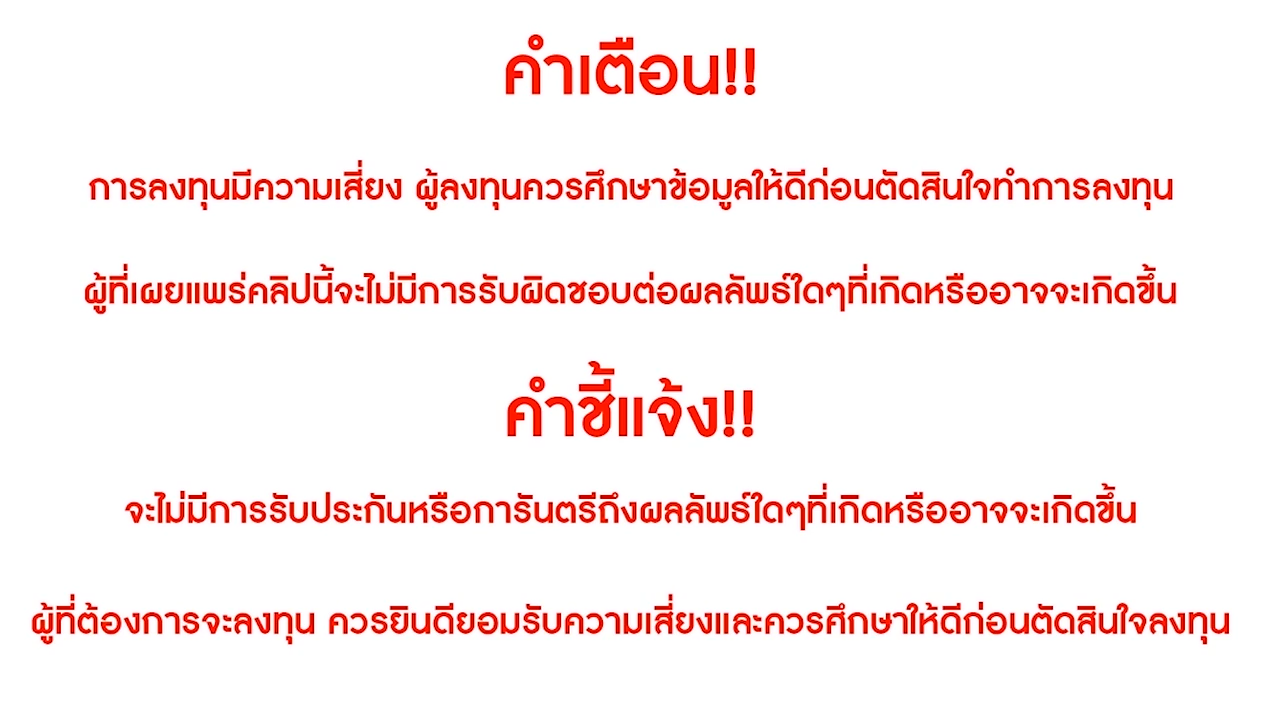 คำเตือน!!
การลงทุนมีความเสี่ยง ผู้ลงทุนควรศึกษาข้อมูลให้ดีก่อนตัดสินใจทำการลงทุน
ผู้ที่เผยแพร่คลิปนี้จะไม่มีการรับผิดชอบต่อผลลัพธ์ใดๆที่เกิดหรืออาจจะเกิดขึ้น
คำชี้แจ้ง!!
จะไม่มีการรับประกันหรือการันตรีถึงผลลัพธ์ใดๆที่เกิดหรืออาจจะเกิดขึ้น
ผู้ที่ต้องการจะลงทุน ควรยินดียอมรับความเสี่ยงและควรศึกษาให้ดีก่อนตัดสินใจลงทุน